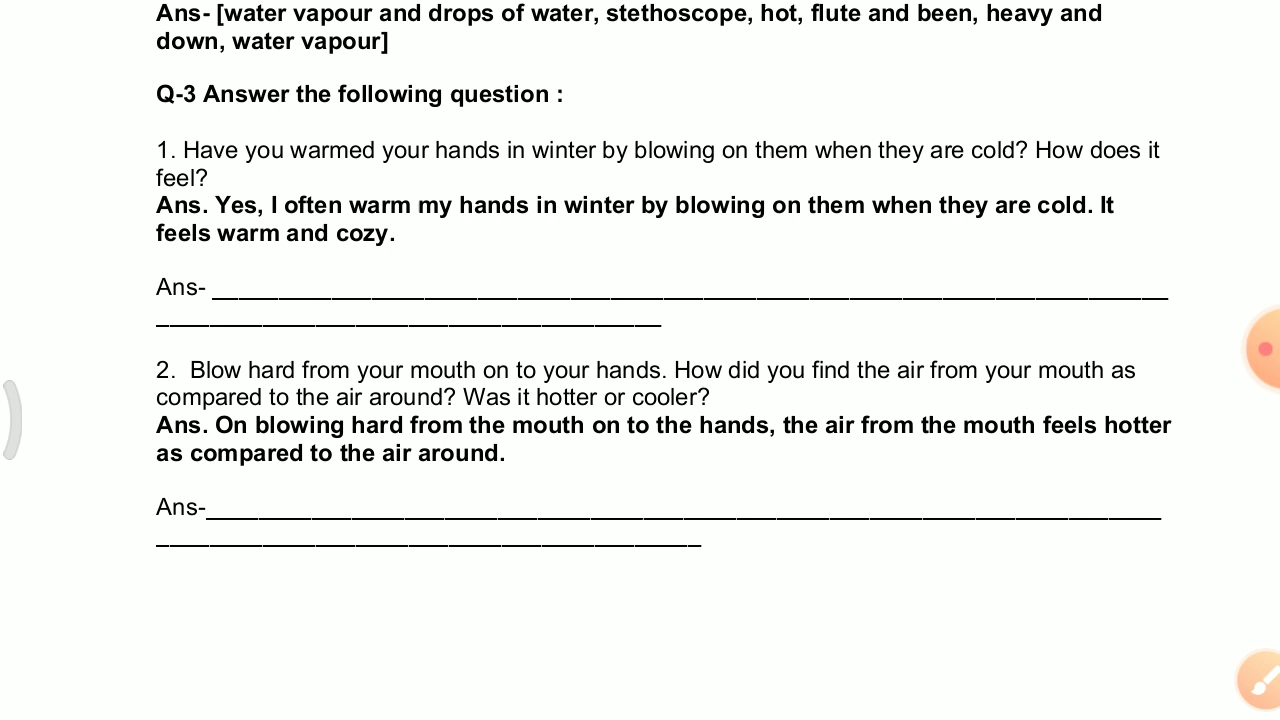 Ans- [water vapour and drops of water, stethoscope, hot, flute and been, heavy and
down, water vapour]
Q-3 Answer the following question :
1. Have you warmed your hands in winter by blowing on them when they are cold? How does it
feel?
Ans. Yes, I often warm my hands in winter by blowing on them when they are cold. It
feels warm and cozy.
Ans- ________________________________________________________________________
______________________________________
2.  Blow hard from your mouth on to your hands. How did you find the air from your mouth as
compared to the air around? Was it hotter or cooler?
Ans. On blowing hard from the mouth on to the hands, the air from the mouth feels hotter
as compared to the air around.
Ans-________________________________________________________________________
_________________________________________